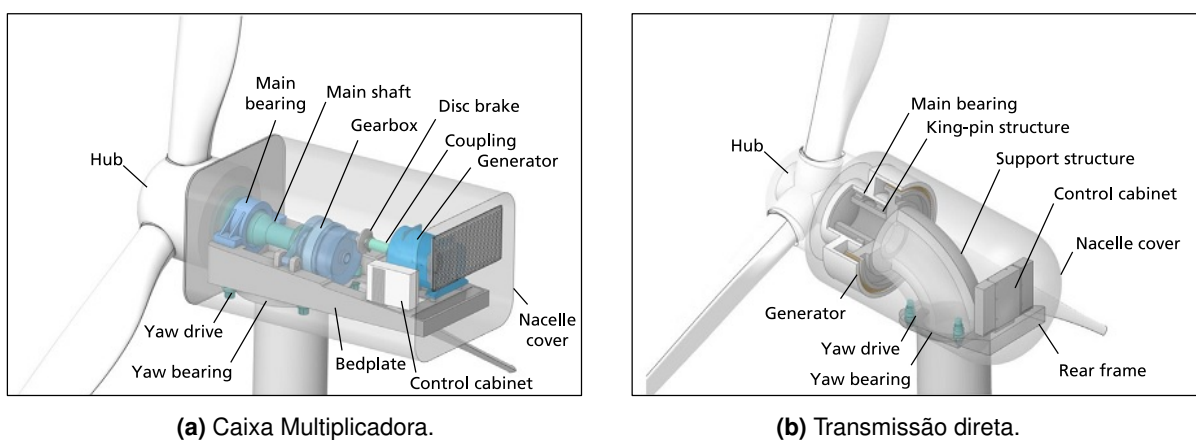 Main
bearing
Main shaft
Gearbox
Disc brake
Coupling
Generator
Hub
Yaw drive
Yaw bearing
Bedplate
Control cabinet
Nacelle
cover
(a) Caixa Multiplicadora.
Main bearing
King-pin structure
Hub
Support structure
Control cabinet
Nacelle cover
Generator
Yaw drive
Yaw bearing
Rear frame
(b) Transmissão direta.